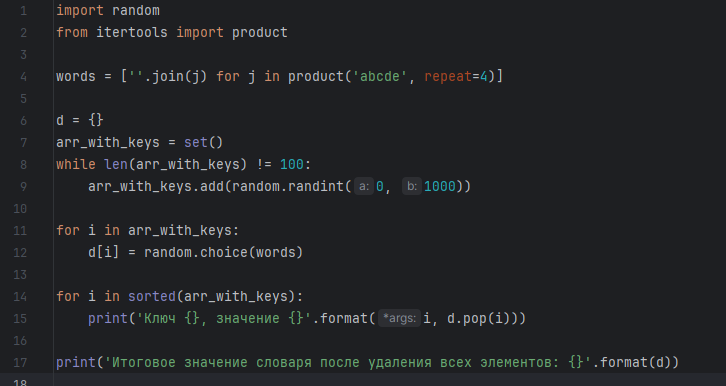 1 import random
2 from itertools import product
3
4 words = [''.join(j) for j in product('abcde', repeat=4)]
5
6 d = {}
7 arr_with_keys = set()
8 while len(arr_with_keys) != 100:
9     arr_with_keys.add(random.randint(a: 0, b: 1000))
10
11 for i in arr_with_keys:
12     d[i] = random.choice(words)
13
14 for i in sorted(arr_with_keys):
15     print('Ключ {}, значение {}'.format(*args: i, d.pop(i)))
16
17 print('Итоговое значение словаря после удаления всех элементов: {}'.format(d))
18